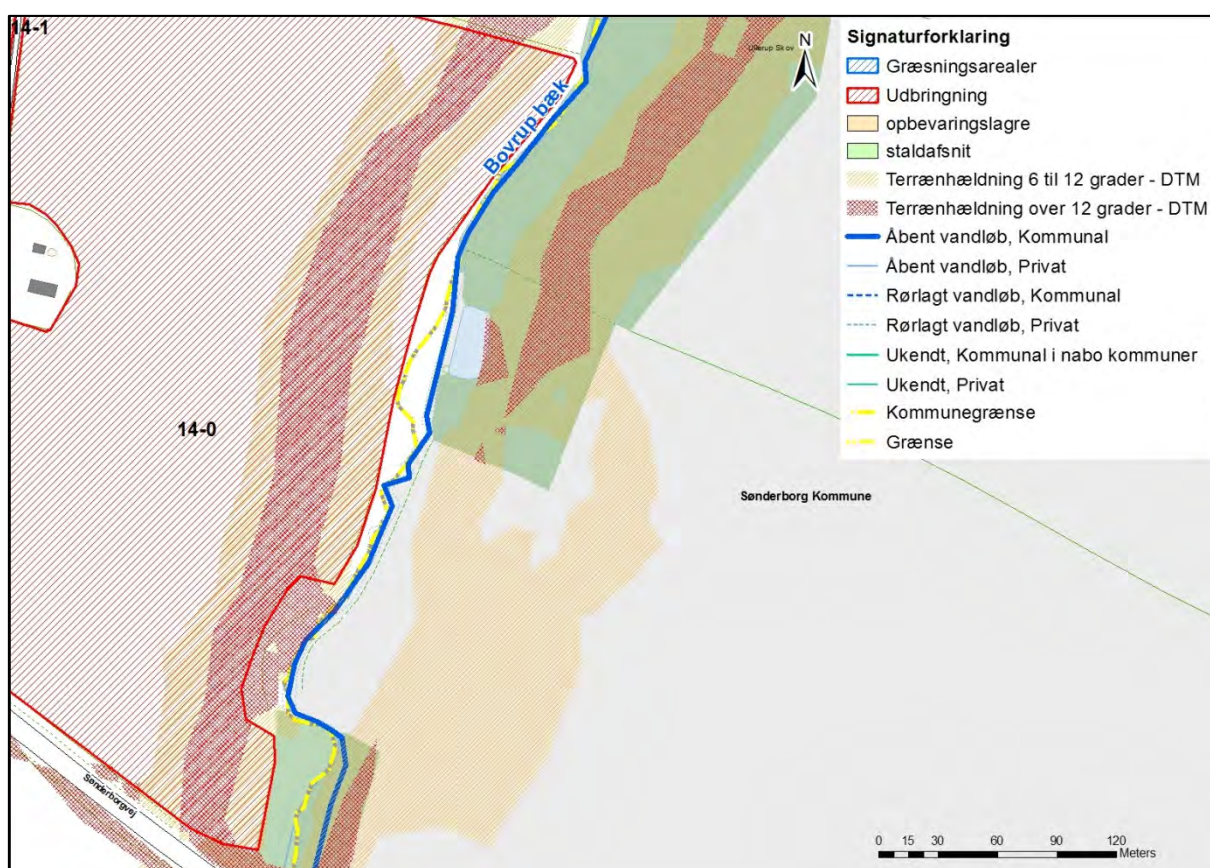 14-1
Signaturforklaring
Græsningsarealer
Udbringning
opbevaringslagre
staldafsnit
Terrænhældning 6 til 12 grader - DTM
Terrænhældning over 12 grader - DTM
Åbent vandløb, Kommunal
Åbent vandløb, Privat
Rørlagt vandløb, Kommunal
Rørlagt vandløb, Privat
Ukendt, Kommunal i nabo kommuner
Ukendt, Privat
Kommunegrænse
Grænse
Ullerup Skov
N
Bovrup bæk
14-0
Sønderborg Kommune
Sønderborgvej
0 15 30 60 90 120
Meters